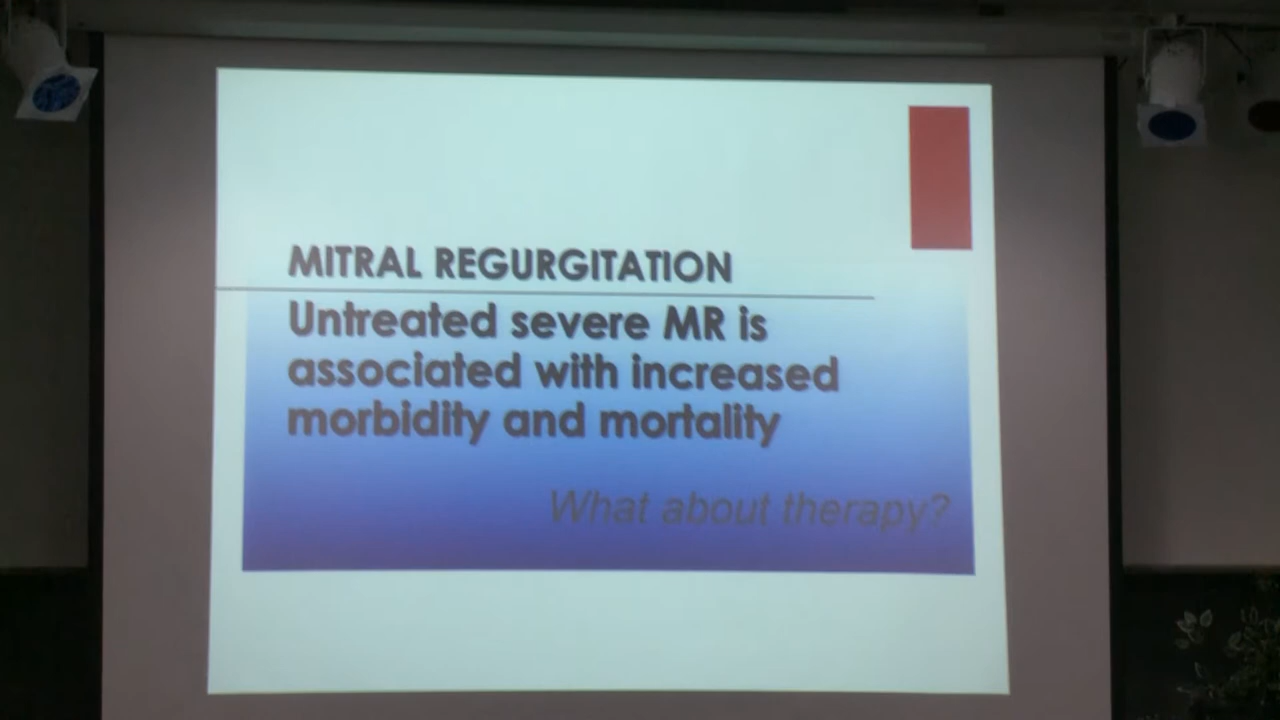 MITRAL REGURGITATION
Untreated severe MR is
associated with increased
morbidity and mortality
What about therapy?